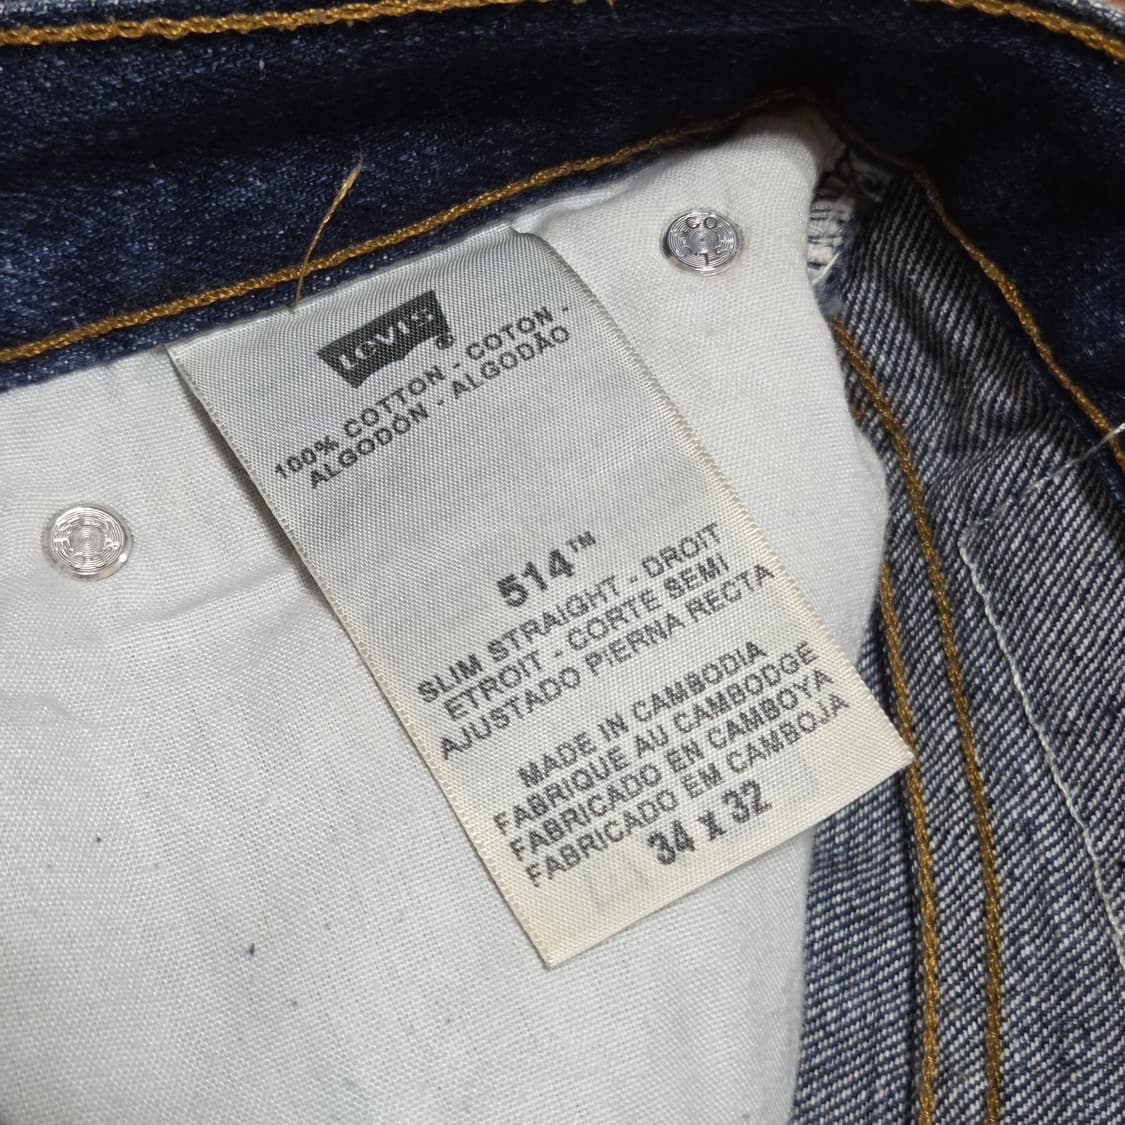 LEVI'S®
100% COTTON - COTON -
ALGODÓN - ALGODÃO
514™
SLIM STRAIGHT - DROIT
ETROIT - CORTE SEMI
AJUSTADO PIERNA RECTA
MADE IN CAMBODIA
FABRIQUE AU CAMBODGE
FABRICADO EN CAMBOYA
FABRICADO EM CAMBOJA
34 x 32